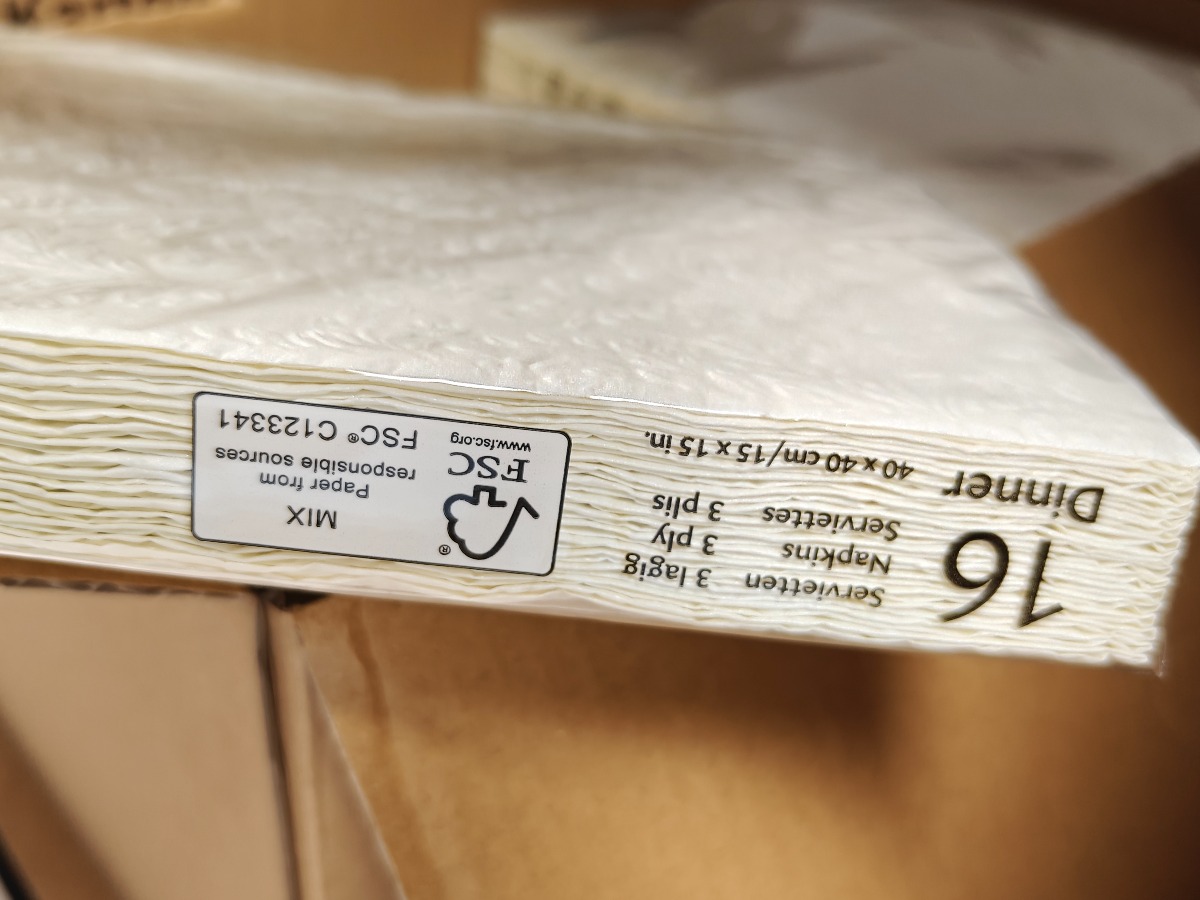 16
Servietten 3 lagig
Napkins 3 ply
Serviettes 3 plis
Dinner 40 x 40 cm/15 x 15 in.
®
FSC
www.fsc.org
MIX
Paper from
responsible sources
FSC® C123341